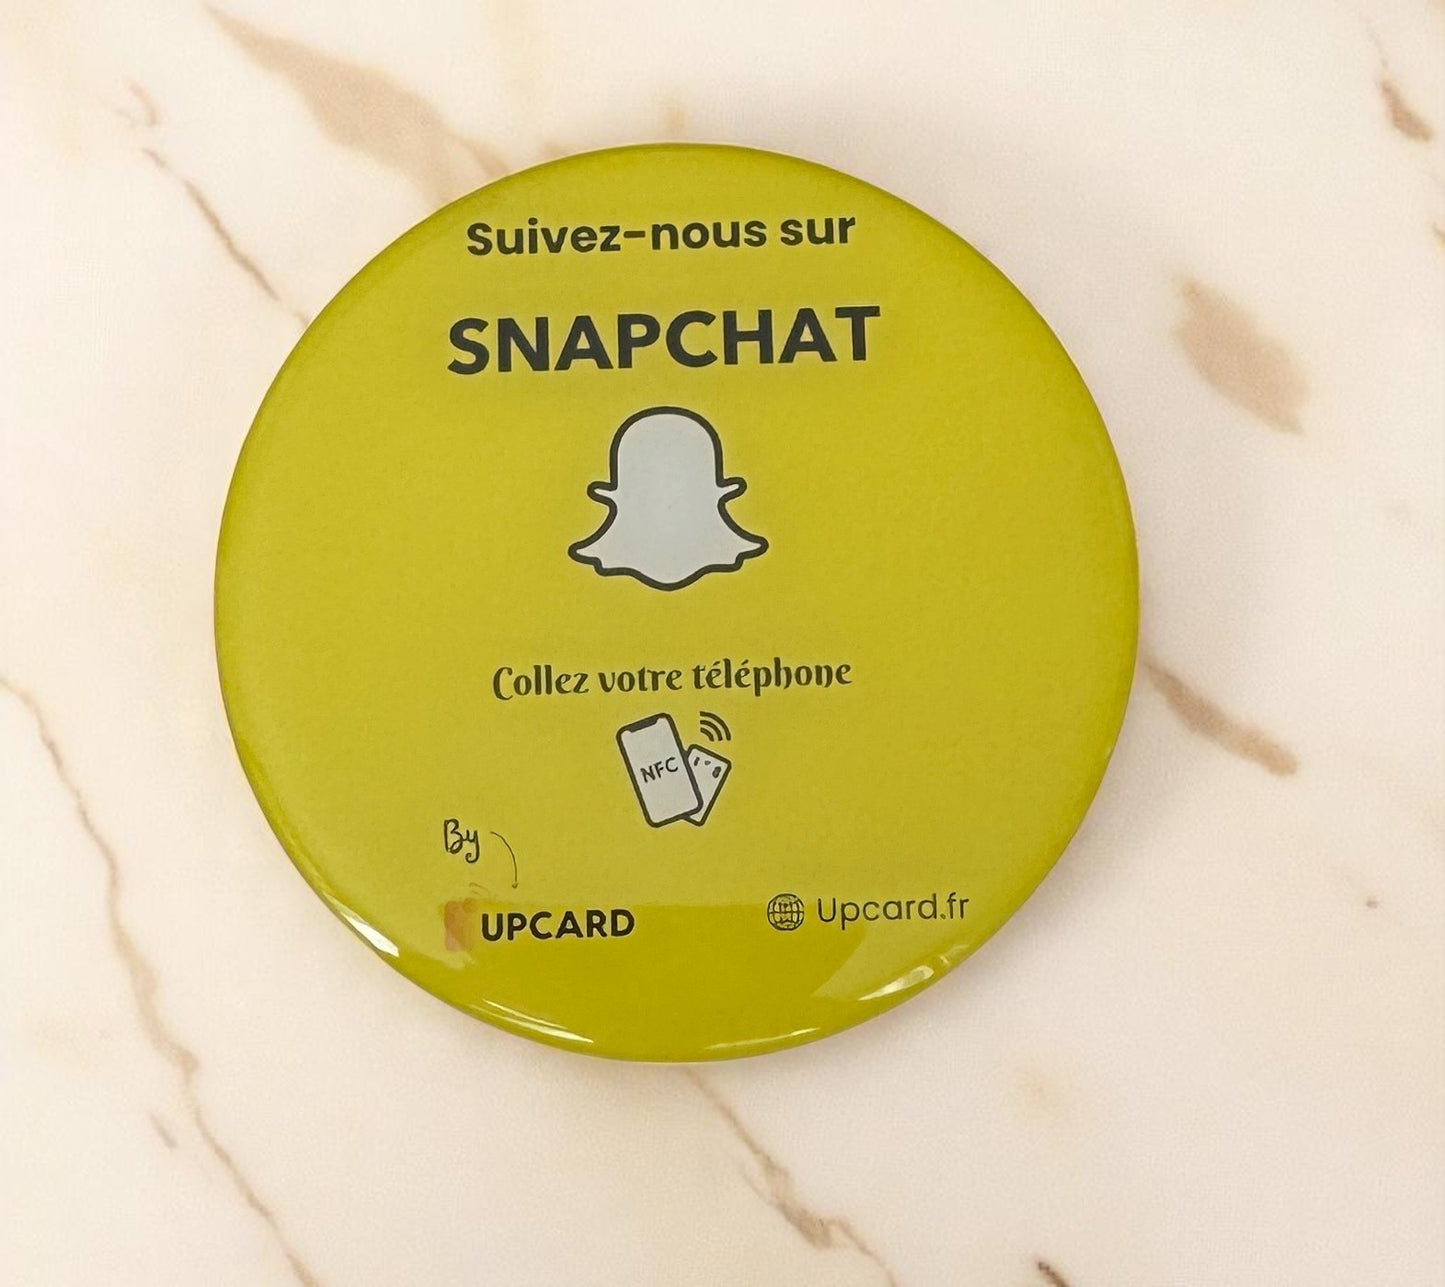 Suivez-nous sur
SNAPCHAT
Collez votre téléphone
NFC
By
UPCARD
Upcard.fr